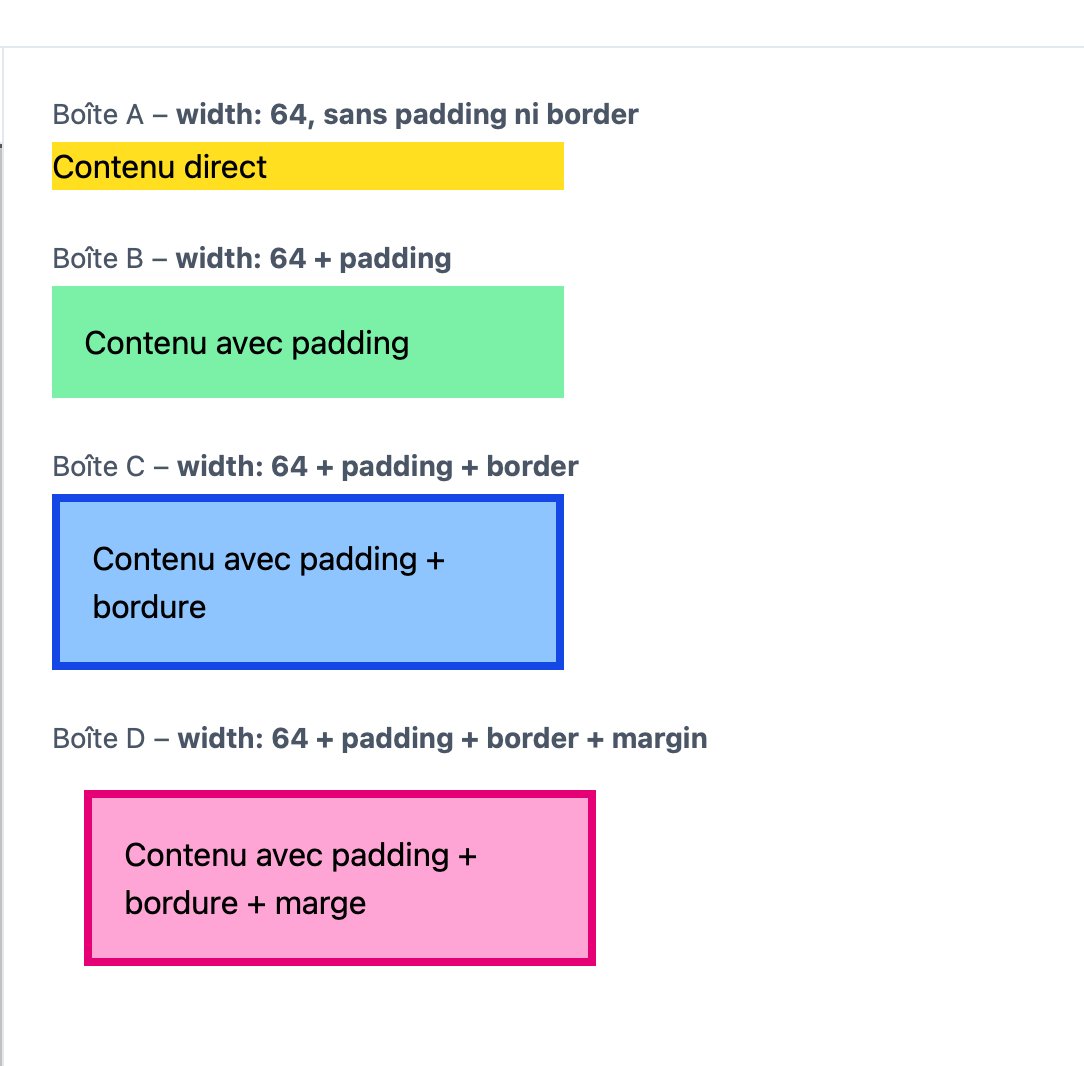 Boîte A – width: 64, sans padding ni border
Contenu direct
Boîte B – width: 64 + padding
Contenu avec padding
Boîte C – width: 64 + padding + border
Contenu avec padding +
bordure
Boîte D – width: 64 + padding + border + margin
Contenu avec padding +
bordure + marge